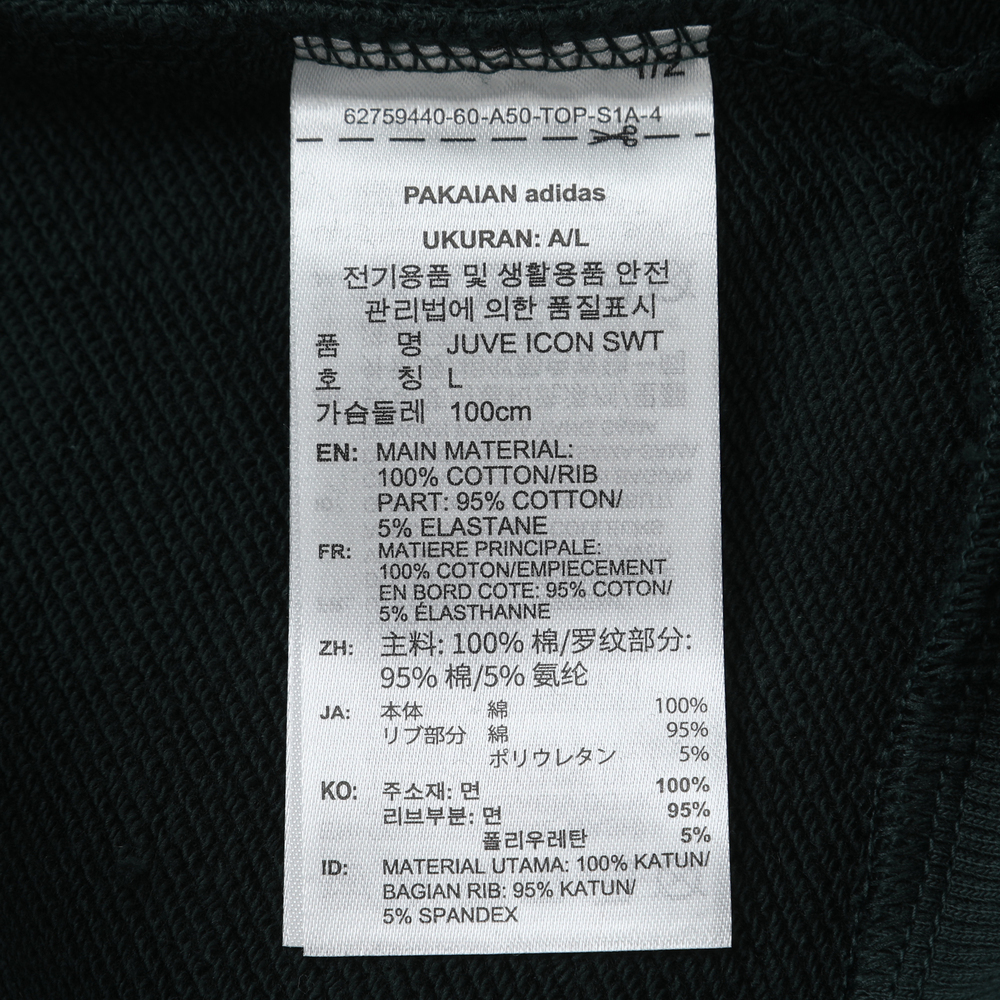 1/2
62759440-60-A50-TOP-S1A-4
PAKAIAN adidas
UKURAN: A/L
전기용품 및 생활용품 안전
관리법에 의한 품질표시
품 명 JUVE ICON SWT
호 칭 L
가슴둘레 100cm
EN: MAIN MATERIAL:
100% COTTON/RIB
PART: 95% COTTON/
5% ELASTANE
FR: MATIERE PRINCIPALE:
100% COTON/EMPIECEMENT
EN BORD COTE: 95% COTON/
5% ÉLASTHANNE
ZH: 主料: 100% 棉/罗纹部分:
95% 棉/5% 氨纶
JA: 本体 綿 100%
リブ部分 綿 95%
ポリウレタン 5%
KO: 주소재: 면 100%
리브부분: 면 95%
폴리우레탄 5%
ID: MATERIAL UTAMA: 100% KATUN/
BAGIAN RIB: 95% KATUN/
5% SPANDEX